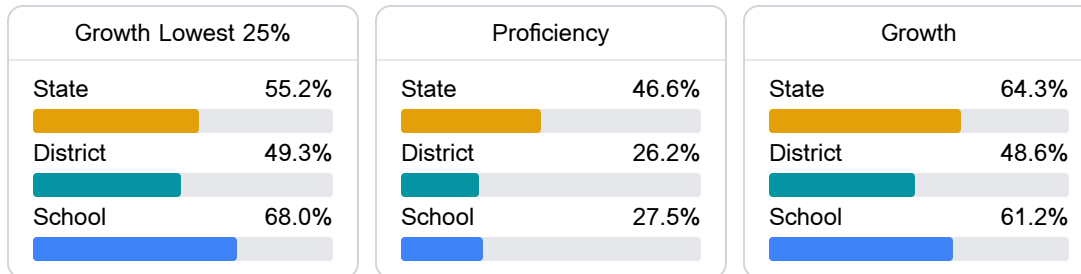 Growth Lowest 25%
State 55.2%
District 49.3%
School 68.0%
Proficiency
State 46.6%
District 26.2%
School 27.5%
Growth
State 64.3%
District 48.6%
School 61.2%